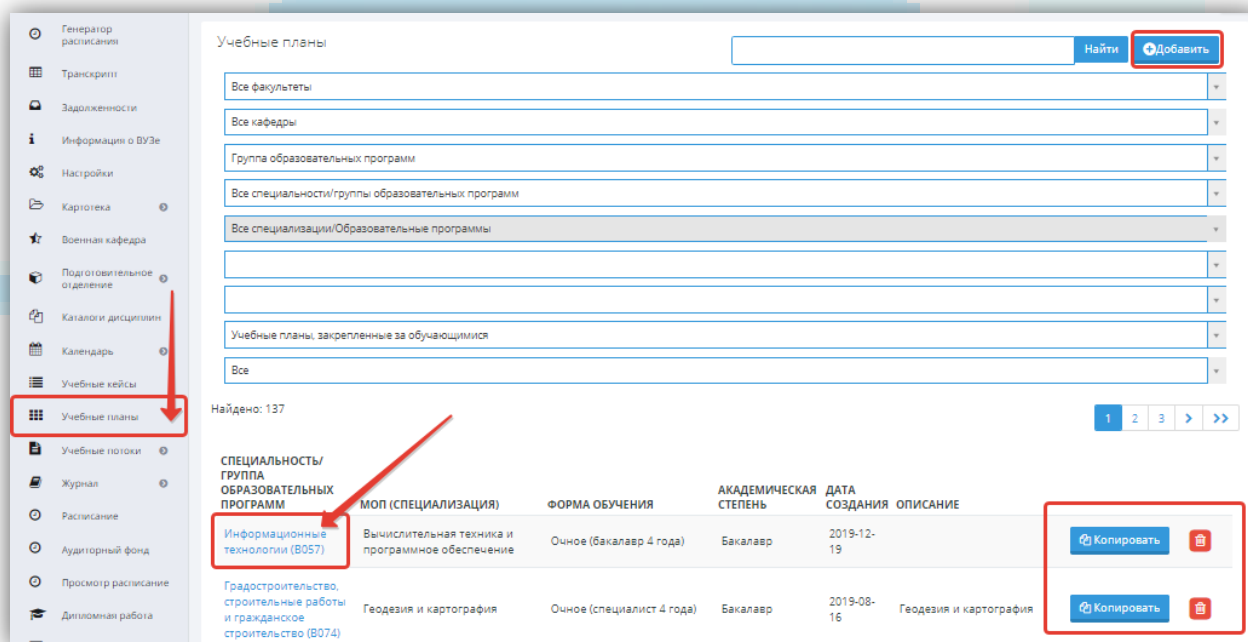 Генератор
расписания
Транскрипт
Задолженности
Информация о ВУЗе
Настройки
Картотека
Военная кафедра
Подготовительное
отделение
Каталоги дисциплин
Календарь
Учебные кейсы
Учебные планы
Учебные потоки
Журнал
Расписание
Аудиторный фонд
Просмотр расписание
Дипломная работа
Учебные планы
Найти
Добавить
Все факультеты
Все кафедры
Группа образовательных программ
Все специальности/группы образовательных программ
Все специализации/Образовательные программы
Учебные планы, закрепленные за обучающимися
Все
Найдено: 137
1 2 3 > >>
СПЕЦИАЛЬНОСТЬ/
ГРУППА
ОБРАЗОВАТЕЛЬНЫХ
ПРОГРАММ
МОП (СПЕЦИАЛИЗАЦИЯ)
ФОРМА ОБУЧЕНИЯ
АКАДЕМИЧЕСКАЯ
СТЕПЕНЬ
ДАТА
СОЗДАНИЯ
ОПИСАНИЕ
Информационные
технологии (B057)
Вычислительная техника и
программное обеспечение
Очное (бакалавр 4 года)
Бакалавр
2019-12-
19
Копировать
Градостроительство,
строительные работы
и гражданское
строительство (B074)
Геодезия и картография
Очное (специалист 4 года)
Бакалавр
2019-08-
16
Геодезия и картография
Копировать